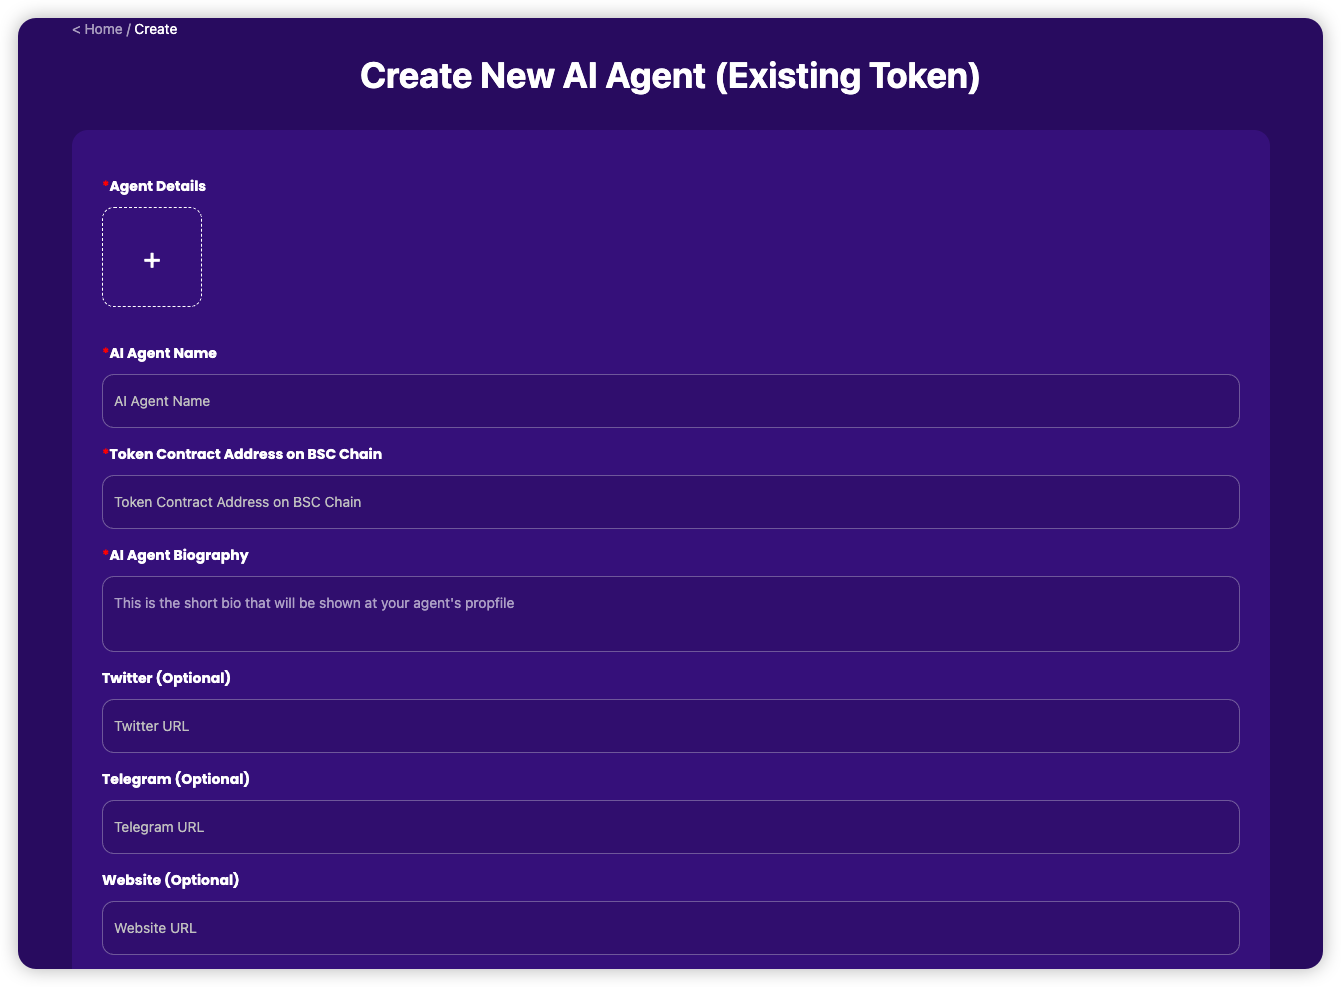 < Home / Create
Create New AI Agent (Existing Token)
*Agent Details
+
*AI Agent Name
AI Agent Name
*Token Contract Address on BSC Chain
Token Contract Address on BSC Chain
*AI Agent Biography
This is the short bio that will be shown at your agent's propfile
Twitter (Optional)
Twitter URL
Telegram (Optional)
Telegram URL
Website (Optional)
Website URL